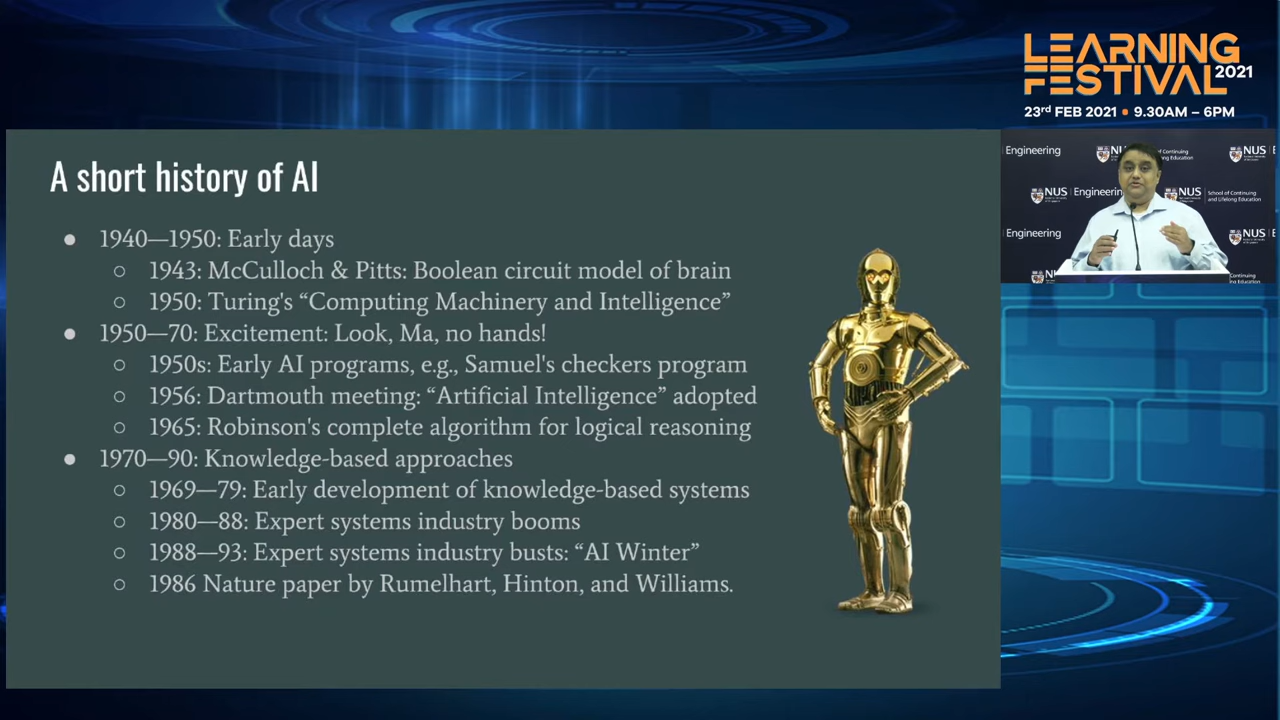 LEARNING
FESTIVAL 2021
23rd FEB 2021 • 9.30AM – 6PM
A short history of AI
● 1940—1950: Early days
○ 1943: McCulloch & Pitts: Boolean circuit model of brain
○ 1950: Turing's “Computing Machinery and Intelligence”
● 1950—70: Excitement: Look, Ma, no hands!
○ 1950s: Early AI programs, e.g., Samuel's checkers program
○ 1956: Dartmouth meeting: “Artificial Intelligence” adopted
○ 1965: Robinson's complete algorithm for logical reasoning
● 1970—90: Knowledge-based approaches
○ 1969—79: Early development of knowledge-based systems
○ 1980—88: Expert systems industry booms
○ 1988—93: Expert systems industry busts: “AI Winter”
○ 1986 Nature paper by Rumelhart, Hinton, and Williams.
Engineering NUS NUS
NUS Engineering NUS School of Continuing and Lifelong Education
Engineering NUS
NUS Continuing